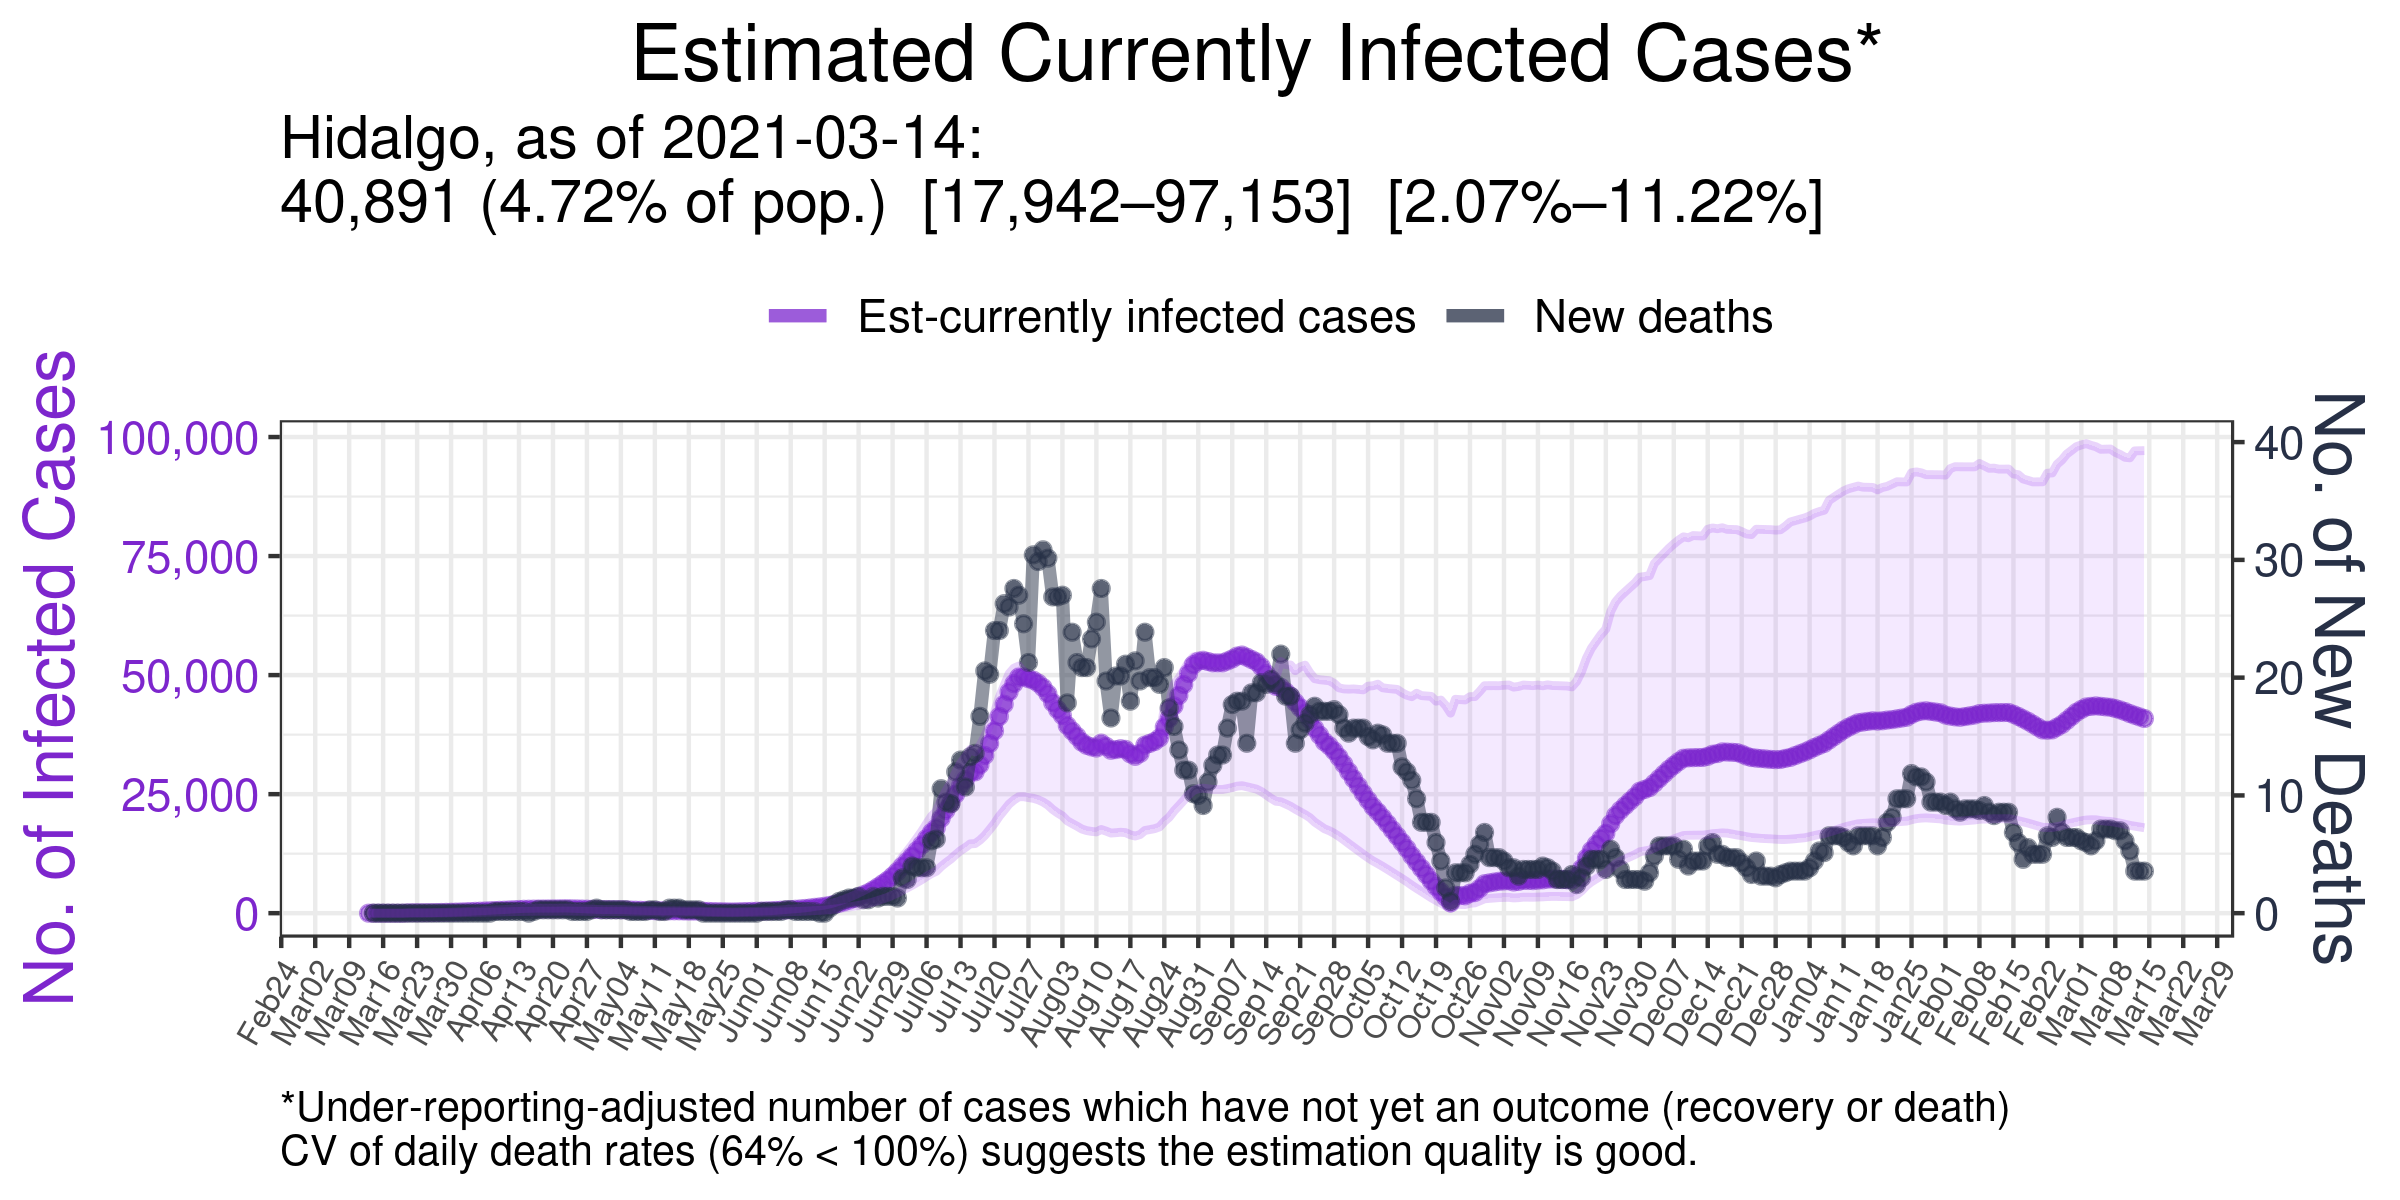 Estimated Currently Infected Cases*
Hidalgo, as of 2021-03-14:
40,891 (4.72% of pop.) [17,942–97,153] [2.07%–11.22%]
Est-currently infected cases New deaths
No. of Infected Cases
100,000
75,000
50,000
25,000
0
40
30
20
10
0
No. of New Deaths
Feb24 Mar02 Mar09 Mar16 Mar23 Mar30 Apr06 Apr13 Apr20 Apr27 May04 May11 May18 May25 Jun01 Jun08 Jun15 Jun22 Jun29 Jul06 Jul13 Jul20 Jul27 Aug03 Aug10 Aug17 Aug24 Aug31 Sep07 Sep14 Sep21 Sep28 Oct05 Oct12 Oct19 Oct26 Nov02 Nov09 Nov16 Nov23 Nov30 Dec07 Dec14 Dec21 Dec28 Jan04 Jan11 Jan18 Jan25 Feb01 Feb08 Feb15 Feb22 Mar01 Mar08 Mar15 Mar22 Mar29
*Under-reporting-adjusted number of cases which have not yet an outcome (recovery or death)
CV of daily death rates (64% < 100%) suggests the estimation quality is good.